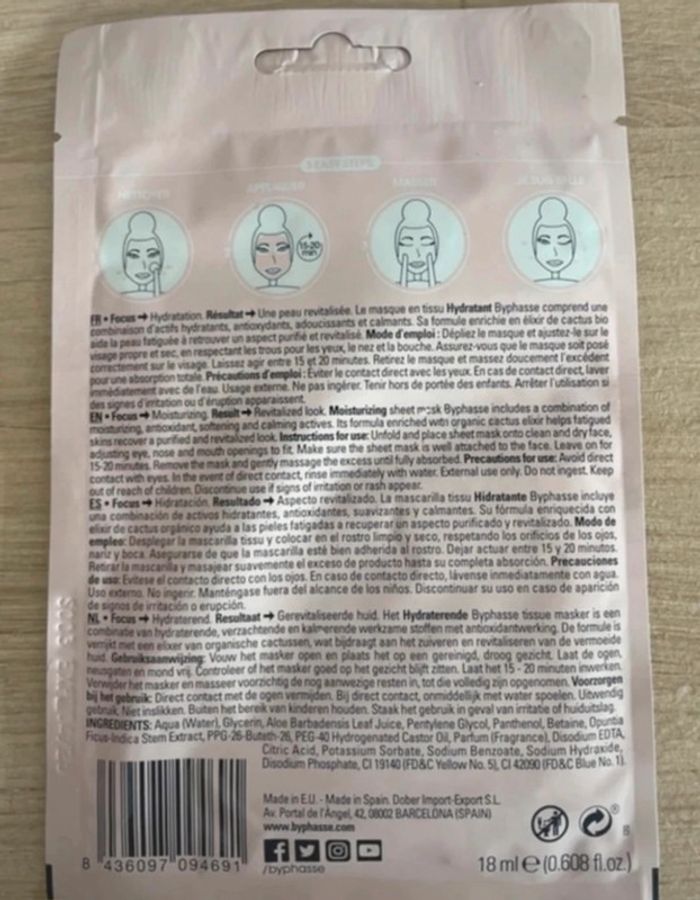 3 EASY STEPS
NETTOYER APPLIQUER MASSER
15-20
min
FR • Focus ➔ Hydratation. Résultat ➔ Une peau revitalisée. Le masque en tissu Hydratant Byphasse comprend une
combinaison d'actifs hydratants, antioxydants, adoucissants et calmants. Sa formule enrichie en élixir de cactus bio
aide la peau fatiguée à retrouver un aspect purifié et revitalisé. Mode d'emploi : Dépliez le masque et ajustez-le sur le
visage propre et sec, en respectant les trous pour les yeux, le nez et la bouche. Assurez-vous que le masque soit posé
correctement sur le visage. Laissez agir entre 15 et 20 minutes. Retirez le masque et massez doucement l'excédent
pour une absorption totale. Précautions d'emploi : Éviter le contact direct avec les yeux. En cas de contact direct, laver
immédiatement avec de l'eau. Usage externe. Ne pas ingérer. Tenir hors de portée des enfants. Arrêter l'utilisation si
des signes d'irritation ou d'éruption apparaissent.
EN • Focus ➔ Moisturizing. Result ➔ Revitalized look. Moisturizing sheet mask Byphasse includes a combination of
moisturizing, antioxidant, softening and calming actives. Its formula enriched with organic cactus elixir helps fatigued
skins recover a purified and revitalized look. Instructions for use: Unfold and place sheet mask onto clean and dry face,
adjusting eye, nose and mouth openings to fit. Make sure the sheet mask is well attached to the face. Leave on for
15-20 minutes. Remove the mask and gently massage the excess until fully absorbed. Precautions for use: Avoid direct
contact with eyes. In the event of direct contact, rinse immediately with water. External use only. Do not ingest. Keep
out of reach of children. Discontinue use if signs of irritation or rash appear.
ES • Focus ➔ Hidratación. Resultado ➔ Aspecto revitalizado. La mascarilla tissu Hidratante Byphasse incluye
una combinación de activos hidratantes, antioxidantes, suavizantes y calmantes. Su fórmula enriquecida con
elixir de cactus orgánico ayuda a las pieles fatigadas a recuperar un aspecto purificado y revitalizado. Modo de
empleo: Desplegar la mascarilla tissu y colocar en el rostro limpio y seco, respetando los orificios de los ojos,
nariz y boca. Asegurarse de que la mascarilla esté bien adherida al rostro. Dejar actuar entre 15 y 20 minutos.
Retirar la mascarilla y masajear suavemente el exceso de producto hasta su completa absorción. Precauciones
de uso: Evítese el contacto directo con los ojos. En caso de contacto directo, lávense inmediatamente con agua.
Uso externo. No ingerir. Manténgase fuera del alcance de los niños. Discontinuar su uso en caso de aparición
de signos de irritación o erupción.
NL • Focus ➔ Hydraterend. Resultaat ➔ Gerevitaliseerde huid. Het Hydraterende Byphasse tissue masker is een
combinatie van hydraterende, verzachtende en kalmerende werkzame stoffen met antioxidantwerking. De formule is
verrijkt met een elixer van organische cactussen, wat bijdraagt aan het zuiveren en revitaliseren van de vermoeide
huid. Gebruiksaanwijzing: Vouw het masker open en plaats het op een gereinigd, droog gezicht. Laat de ogen,
neusgaten en mond vrij. Controleer of het masker goed op het gezicht blijft zitten. Laat het 15 - 20 minuten inwerken.
Verwijder het masker en masseer voorzichtig de nog aanwezige resten in, tot die volledig zijn opgenomen. Voorzorgen
bij het gebruik: Direct contact met de ogen vermijden. Bij direct contact, onmiddellijk met water spoelen. Uitwendig
gebruik. Niet inslikken. Buiten het bereik van kinderen houden. Staak het gebruik in geval van irritatie of huiduitslag.
INGREDIENTS: Aqua (Water), Glycerin, Aloe Barbadensis Leaf Juice, Pentylene Glycol, Panthenol, Betaine, Opuntia
Ficus-Indica Stem Extract, PPG-26-Buteth-26, PEG-40 Hydrogenated Castor Oil, Parfum (Fragrance), Disodium EDTA,
Citric Acid, Potassium Sorbate, Sodium Benzoate, Sodium Hydroxide,
Disodium Phosphate, CI 19140 (FD&C Yellow No. 5), CI 42090 (FD&C Blue No. 1).
Made in E.U. - Made in Spain. Dober Import-Export S.L.
Av. Portal de l'Àngel, 42, 08002 BARCELONA (SPAIN)
www.byphasse.com
/byphasse
8 436097 094691
18 ml e (0.608 fl.oz.)